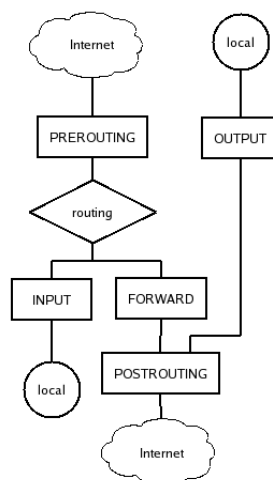 Internet
local
PREROUTING
OUTPUT
routing
INPUT
FORWARD
local
POSTROUTING
Internet